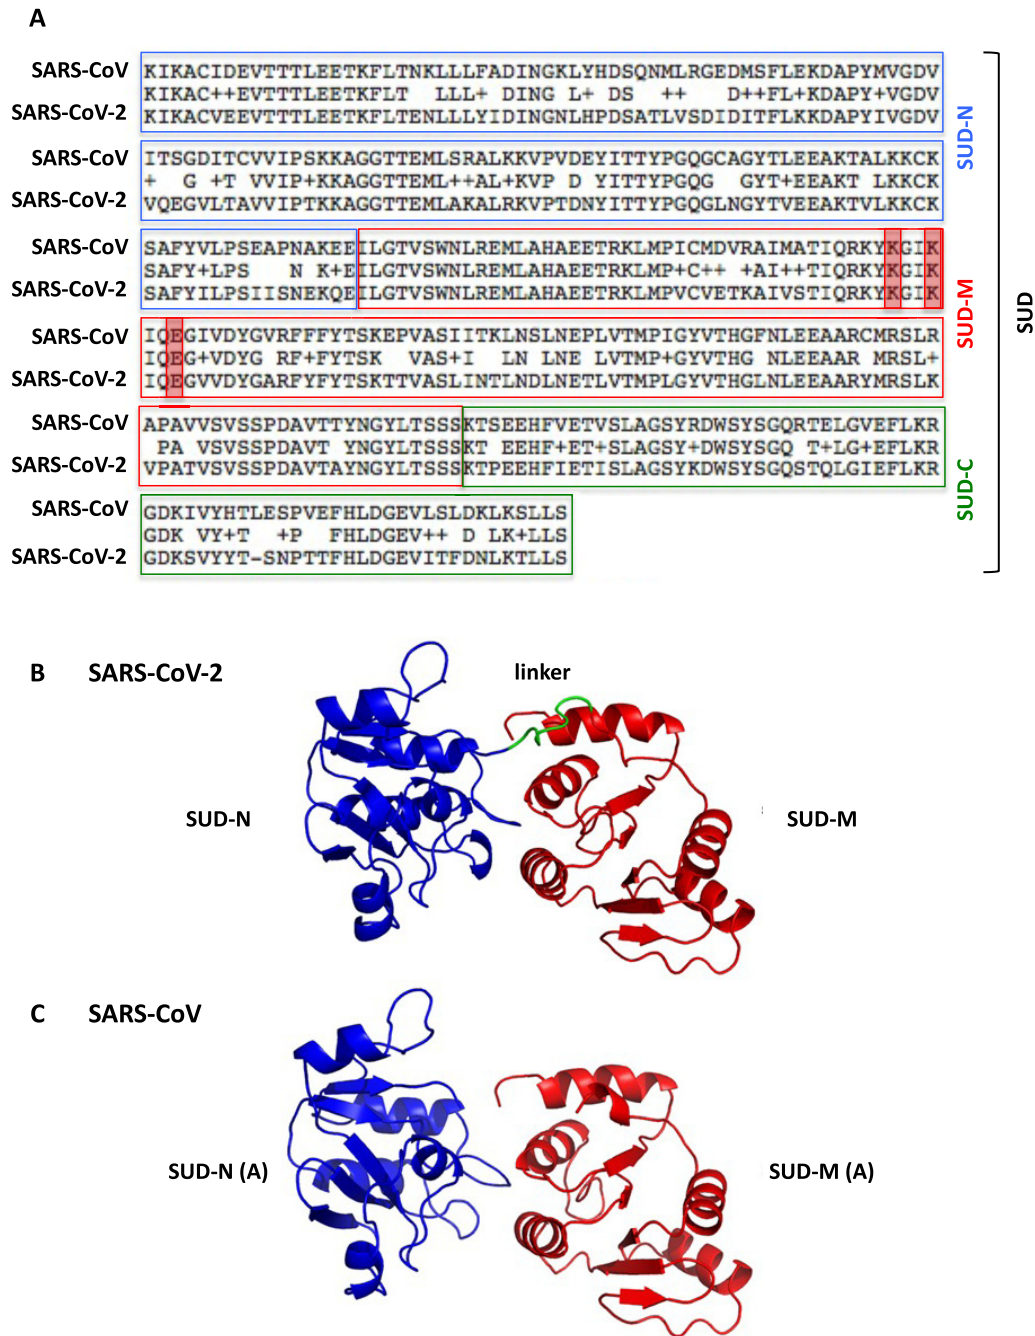 A
SARS-CoV KIKACIDEVTTTLEETKFLTNKLLLFADINGKLYHDSQNMLRGEDMSFLEKDAPYMVGDV
KIKAC++EVTTTLEETKFLT LLL+ DING L+ DS ++ D++FL+KDAPY+VGDV
SARS-CoV-2 KIKACVEEVTTTLEETKFLTENLLLYIDINGNLHPDSATLVSDIDITFLKKDAPYIVGDV
SUD-N
ITSGDITCVVIPSKKAGGTTEMLSRALKKVPVDEYITTYPGQGCAGYTLEEAKTALKKCK
+ G +T VVIP+KKAGGTTEML++AL+KVP D YITTYPGQG GYT+EEAKT LKKCK
SARS-CoV
SARS-CoV-2 VQEGVLTAVVIPTKKAGGTTEMLAKALRKVPTDNYITTYPGQGLNGYTVEEAKTVLKKCK
SARS-CoV SAFYVLPSEAPNAKEEILGTVSWNLREMLAHAEETRKLMPICMDVRAIMATIQRKYKGIK
SAFY+LPS N K+EILGTVSWNLREMLAHAEETRKLMP+C++ +AI++TIQRKYKGIK
SARS-CoV-2 SAFYILPSIISNEKQEILGTVSWNLREMLAHAEETRKLMPVCVETKAIVSTIQRKYKGIK
SUD-M
SUD
SARS-CoV IQEGIVDYGVRFFFYTSKEPVASIITKLNSLNEPLVTMPIGYVTHGFNLEEAARCMRSLR
IQEG+VDYG RF+FYTSK VAS+I LN LNE LVTMP+GYVTHG NLEEAAR MRSL+
SARS-CoV-2 IQEGVVDYGARFYFYTSKTTVASLINTLNDLNETLVTMPLGYVTHGLNLEEAARYMRSLK
SARS-CoV APAVVSVSSPDAVTTYNGYLTSSSKTSEEHFVETVSLAGSYRDWSYSGQRTELGVEFLKR
PA VSVSSPDAVT YNGYLTSSSKT EEHF+ET+SLAGSY+DWSYSGQ T+LG+EFLKR
SARS-CoV-2 VPATVSVSSPDAVTAYNGYLTSSSKTPEEHFIETISLAGSYKDWSYSGQSTQLGIEFLKR
SUD-C
SARS-CoV GDKIVYHTLESPVEFHLDGEVLSLDKLKSLLS
GDK VY+T +P FHLDGEV++ D LK+LLS
SARS-CoV-2 GDKSVYYT-SNPTTFHLDGEVITFDNLKTLLS
B SARS-CoV-2
linker
SUD-N
SUD-M
C SARS-CoV
SUD-N (A)
SUD-M (A)